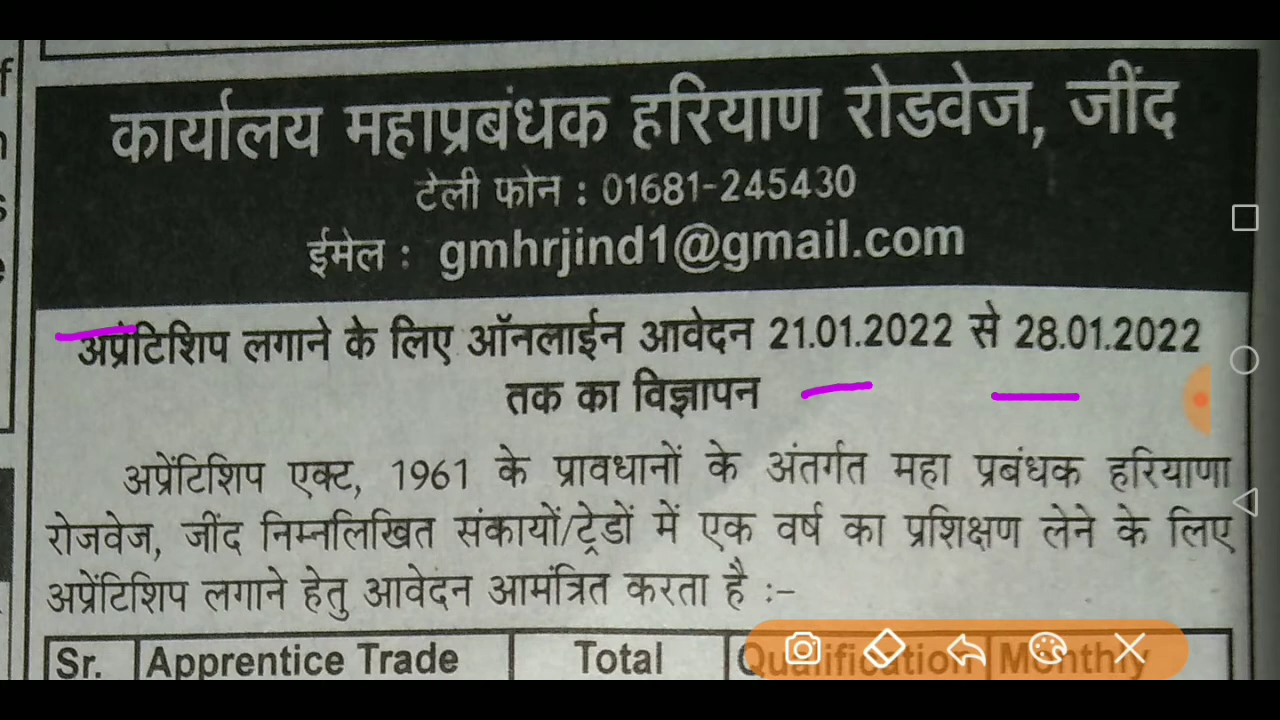 कार्यालय महाप्रबंधक हरियाण रोडवेज, जींद
टेली फोन : 01681-245430
ईमेल : gmhrjind1@gmail.com
अप्रंटिशिप लगाने के लिए ऑनलाईन आवेदन 21.01.2022 से 28.01.2022
तक का विज्ञापन
अप्रेंटिशिप एक्ट, 1961 के प्रावधानों के अंतर्गत महा प्रबंधक हरियाणा
रोजवेज, जींद निम्नलिखित संकायों/ट्रेडों में एक वर्ष का प्रशिक्षण लेने के लिए
अप्रेंटिशिप लगाने हेतु आवेदन आमंत्रित करता है :-
Sr. Apprentice Trade Total Qualification Monthly